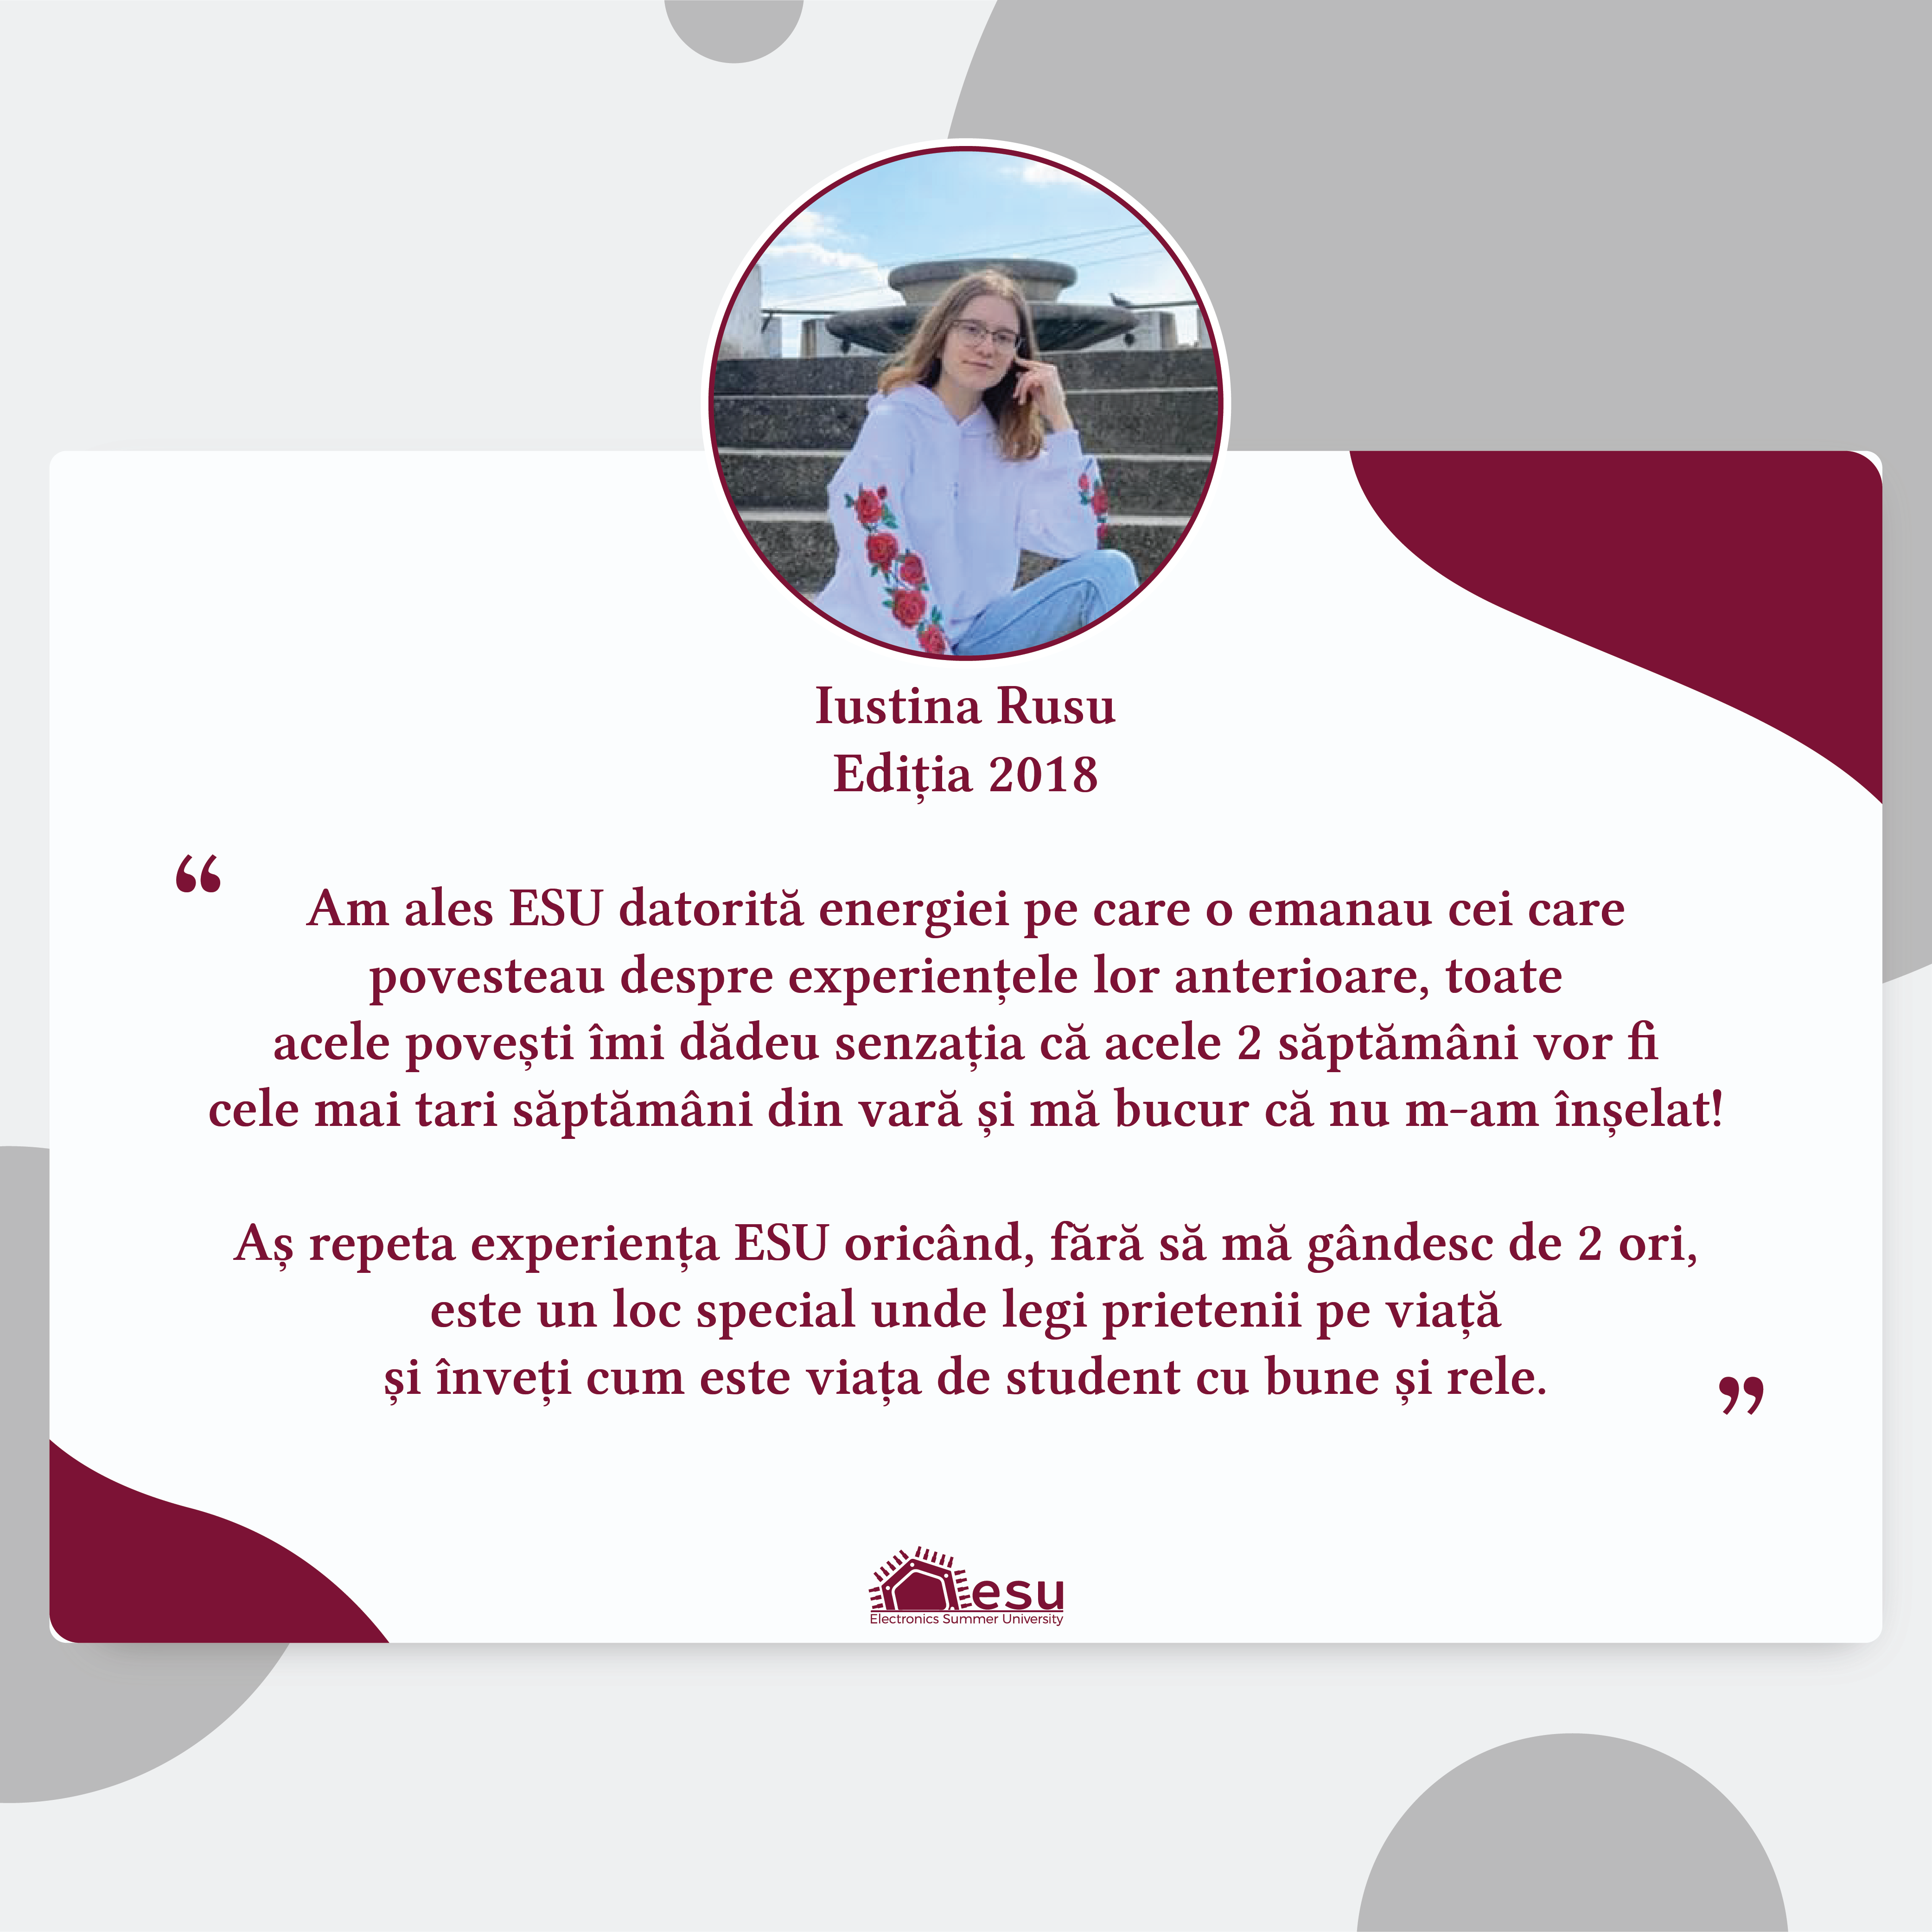 Iustina Rusu
Ediția 2018
“
Am ales ESU datorită energiei pe care o emanau cei care
povesteau despre experiențele lor anterioare, toate
acele povești îmi dădeu senzația că acele 2 săptămâni vor fi
cele mai tari săptămâni din vară și mă bucur că nu m-am înșelat!
Aș repeta experiența ESU oricând, fără să mă gândesc de 2 ori,
este un loc special unde legi prietenii pe viață
și înveți cum este viața de student cu bune și rele.
”
esu
Electronics Summer University